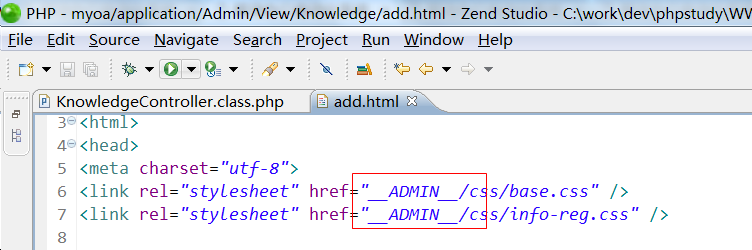 PHP - myoa/application/Admin/View/Knowledge/add.html - Zend Studio - C:\work\dev\phpstudy\WV
File Edit Source Navigate Search Project Run Window Help
KnowledgeController.class.php add.html
3 <html>
4 <head>
5 <meta charset="utf-8">
6 <link rel="stylesheet" href="__ADMIN__/css/base.css" />
7 <link rel="stylesheet" href="__ADMIN__/css/info-reg.css" />
8